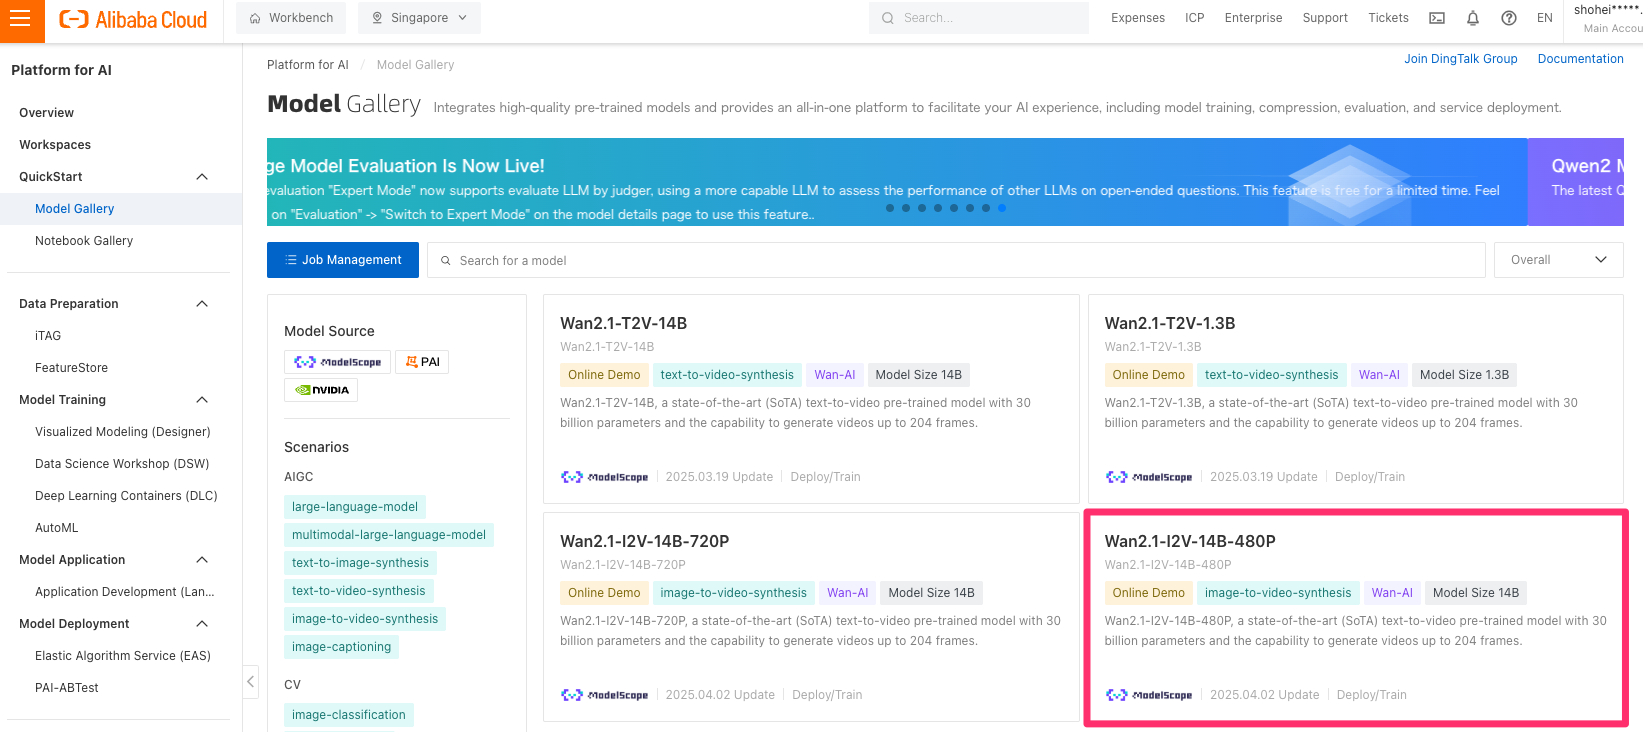 Alibaba Cloud
Workbench
Singapore
Search...
Expenses
ICP
Enterprise
Support
Tickets
EN
shohei*****.
Main Accou
Platform for AI
Overview
Workspaces
QuickStart
Model Gallery
Notebook Gallery
Data Preparation
iTAG
FeatureStore
Model Training
Visualized Modeling (Designer)
Data Science Workshop (DSW)
Deep Learning Containers (DLC)
AutoML
Model Application
Application Development (Lan...
Model Deployment
Elastic Algorithm Service (EAS)
PAI-ABTest
Platform for AI / Model Gallery
Join DingTalk Group
Documentation
Model Gallery
Integrates high-quality pre-trained models and provides an all-in-one platform to facilitate your AI experience, including model training, compression, evaluation, and service deployment.
ge Model Evaluation Is Now Live!
evaluation "Expert Mode" now supports evaluate LLM by judger, using a more capable LLM to assess the performance of other LLMs on open-ended questions. This feature is free for a limited time. Feel
on "Evaluation" -> "Switch to Expert Mode" on the model details page to use this feature..
Qwen2 M
The latest Q
Job Management
Search for a model
Overall
Model Source
ModelScope
PAI
NVIDIA
Scenarios
AIGC
large-language-model
multimodal-large-language-model
text-to-image-synthesis
text-to-video-synthesis
image-to-video-synthesis
image-captioning
CV
image-classification
Wan2.1-T2V-14B
Wan2.1-T2V-14B
Online Demo text-to-video-synthesis Wan-AI Model Size 14B
Wan2.1-T2V-14B, a state-of-the-art (SoTA) text-to-video pre-trained model with 30
billion parameters and the capability to generate videos up to 204 frames.
ModelScope 2025.03.19 Update Deploy/Train
Wan2.1-T2V-1.3B
Wan2.1-T2V-1.3B
Online Demo text-to-video-synthesis Wan-AI Model Size 1.3B
Wan2.1-T2V-1.3B, a state-of-the-art (SoTA) text-to-video pre-trained model with 30
billion parameters and the capability to generate videos up to 204 frames.
ModelScope 2025.03.19 Update Deploy/Train
Wan2.1-I2V-14B-720P
Wan2.1-I2V-14B-720P
Online Demo image-to-video-synthesis Wan-AI Model Size 14B
Wan2.1-I2V-14B-720P, a state-of-the-art (SoTA) text-to-video pre-trained model with 30
billion parameters and the capability to generate videos up to 204 frames.
ModelScope 2025.04.02 Update Deploy/Train
Wan2.1-I2V-14B-480P
Wan2.1-I2V-14B-480P
Online Demo image-to-video-synthesis Wan-AI Model Size 14B
Wan2.1-I2V-14B-480P, a state-of-the-art (SoTA) text-to-video pre-trained model with 30
billion parameters and the capability to generate videos up to 204 frames.
ModelScope 2025.04.02 Update Deploy/Train